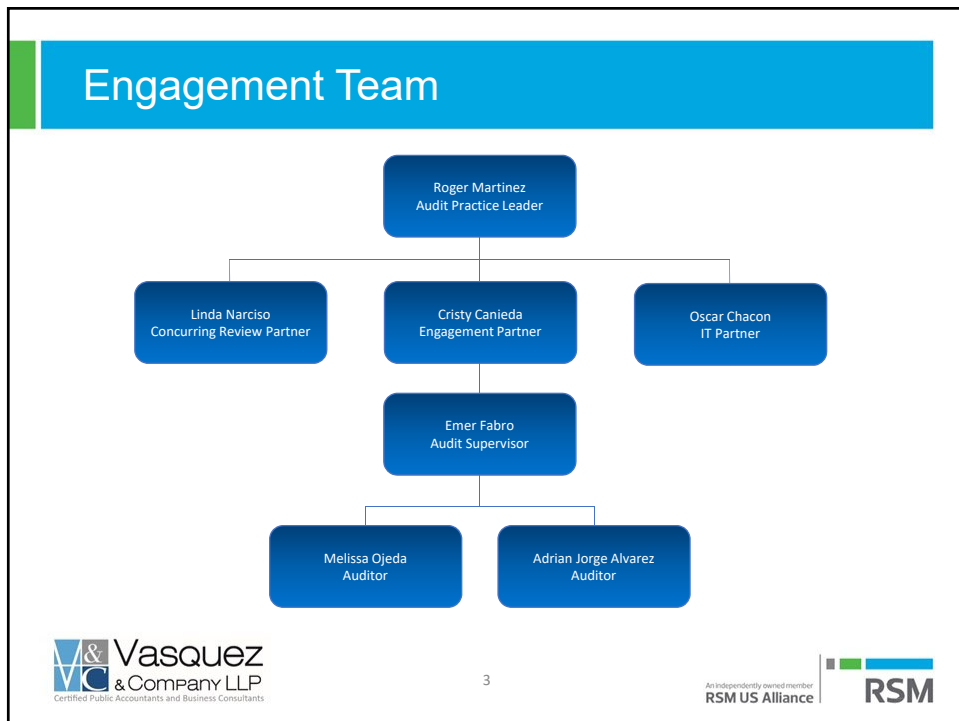 Engagement Team
Roger Martinez
Audit Practice Leader
Linda Narciso
Concurring Review Partner
Cristy Canieda
Engagement Partner
Oscar Chacon
IT Partner
Emer Fabro
Audit Supervisor
Melissa Ojeda
Auditor
Adrian Jorge Alvarez
Auditor
V&
VC
Vasquez
& Company LLP
Certified Public Accountants and Business Consultants
3
An independently owned member
RSM US Alliance
RSM